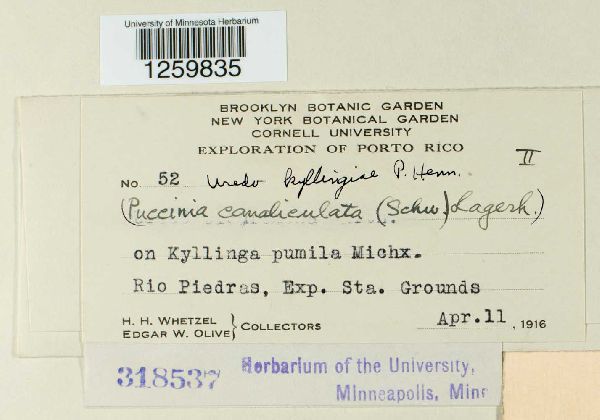 University of Minnesota Herbarium
1259835
BROOKLYN BOTANIC GARDEN
NEW YORK BOTANICAL GARDEN
CORNELL UNIVERSITY
EXPLORATION OF PORTO RICO
II
No. 52 Uredo kyllingiae P. Henn.
(Puccinia canaliculata (Schw.) Lagerh.)
on Kyllinga pumila Michx.
Rio Piedras, Exp. Sta. Grounds
Apr.11, 1916
H. H. WHETZEL
EDGAR W. OLIVE} COLLECTORS
318537 Herbarium of the University,
Minneapolis, Minn